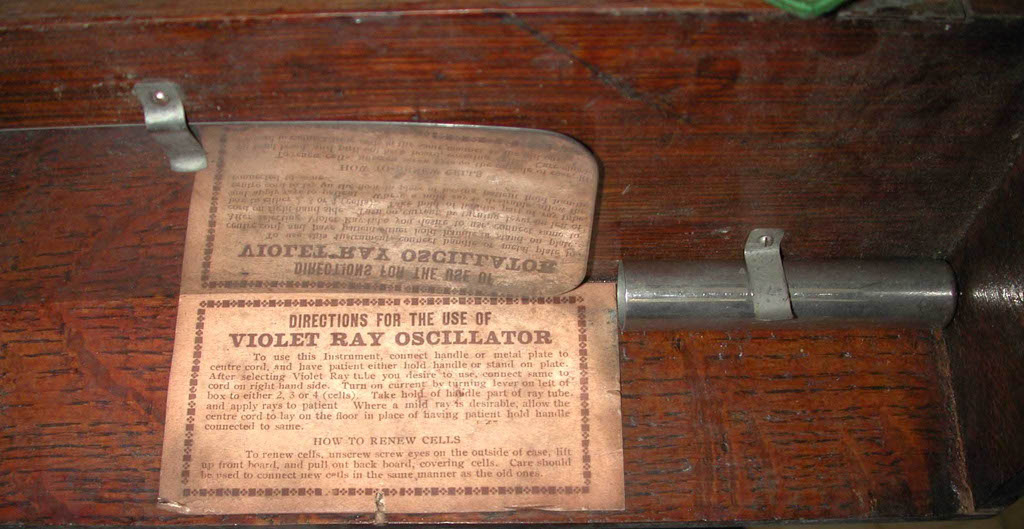 DIRECTIONS FOR THE USE OF
VIOLET RAY OSCILLATOR
To use this Instrument, connect handle or metal plate to
centre cord, and have patient either hold handle or stand on plate.
After selecting Violet Ray tube you desire to use, connect same to
cord on right hand side. Turn on current by turning lever on left of
box to either 2, 3 or 4 (cells). Take hold of handle part of ray tube
and apply rays to patient Where a mild ray is desirable, allow the
centre cord to lay on the floor in place of having patient hold handle
connected to same.
HOW TO RENEW CELLS
To renew cells, unscrew screw eyes on the outside of case, lift
up front board, and pull out back board, covering cells. Care should
be used to connect new cells in the same manner as the old ones.